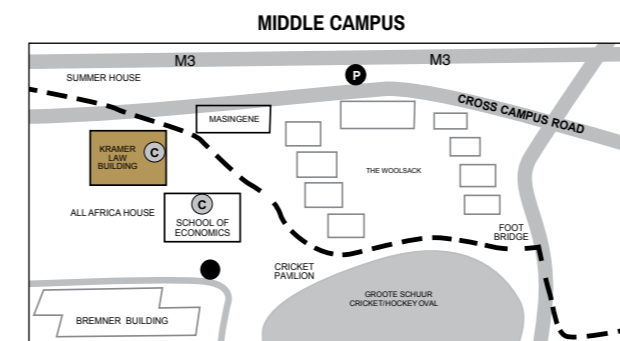 MIDDLE CAMPUS
M3
M3
SUMMER HOUSE
P
CROSS CAMPUS ROAD
MASINGENE
KRAMER
LAW
BUILDING
C
THE WOOLSACK
C
ALL AFRICA HOUSE
SCHOOL OF
ECONOMICS
FOOT
BRIDGE
CRICKET
PAVILION
GROOTE SCHUUR
CRICKET/HOCKEY OVAL
BREMNER BUILDING